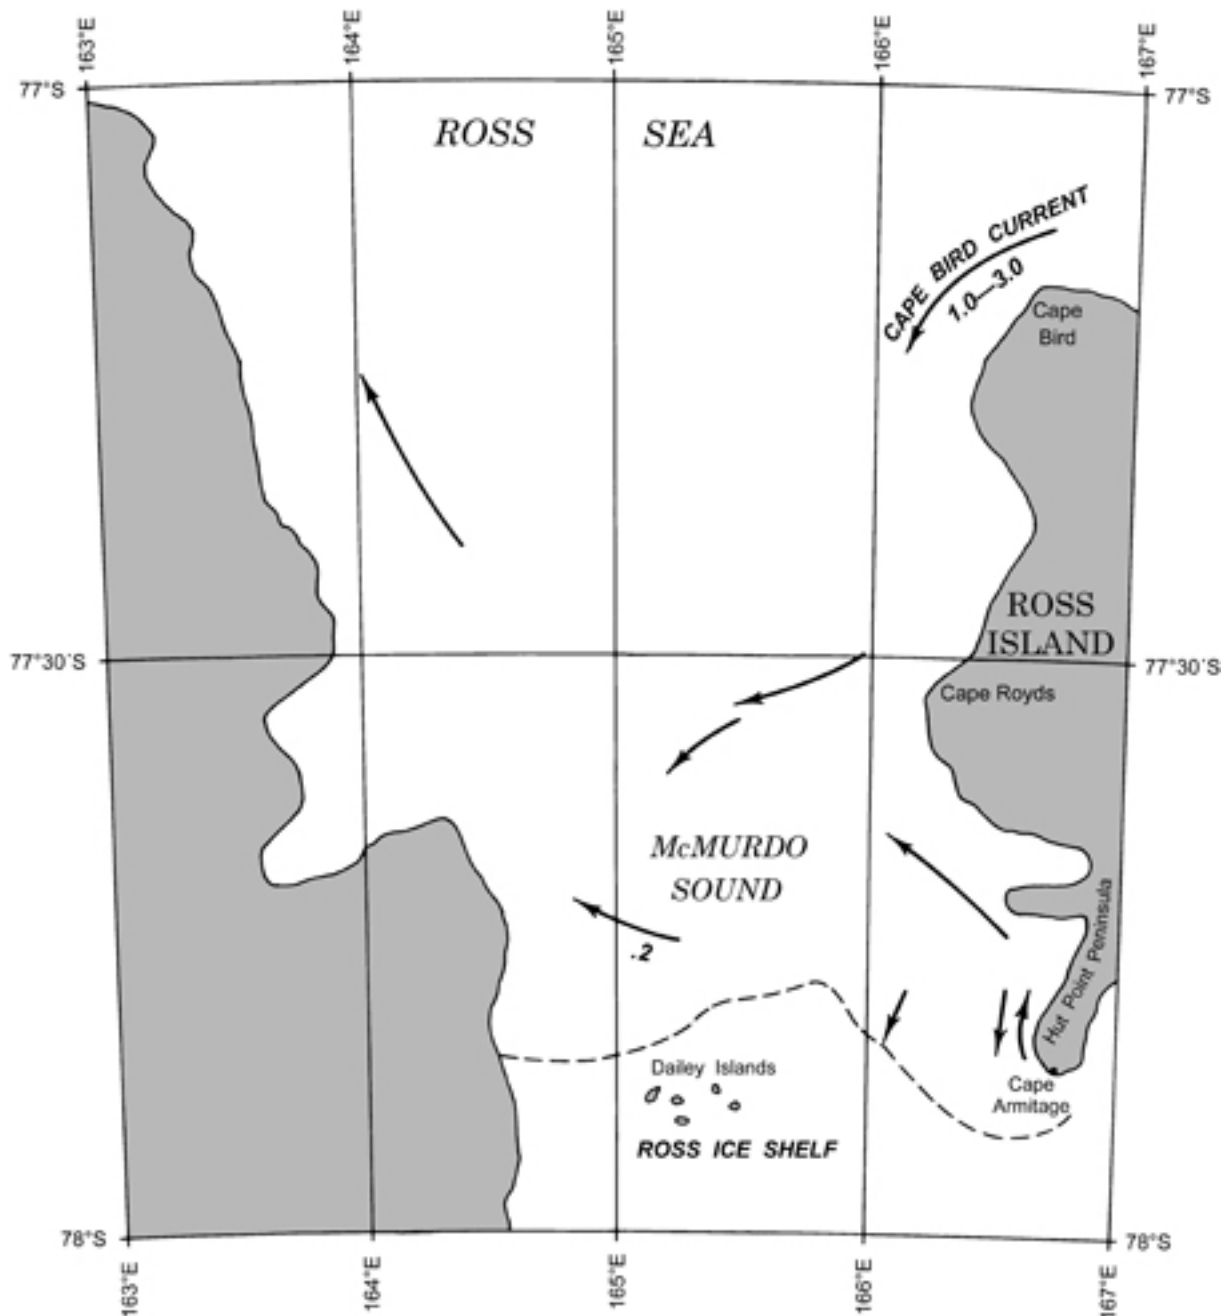 163°E
164°E
165°E
166°E
167°E
77°S
77°S
ROSS SEA
CAPE BIRD CURRENT
1.0—3.0
Cape
Bird
ROSS
ISLAND
77°30'S
77°30'S
Cape Royds
McMURDO
SOUND
.2
Hut Point Peninsula
Dailey Islands
Cape
Armitage
ROSS ICE SHELF
78°S
78°S
163°E
164°E
165°E
166°E
167°E